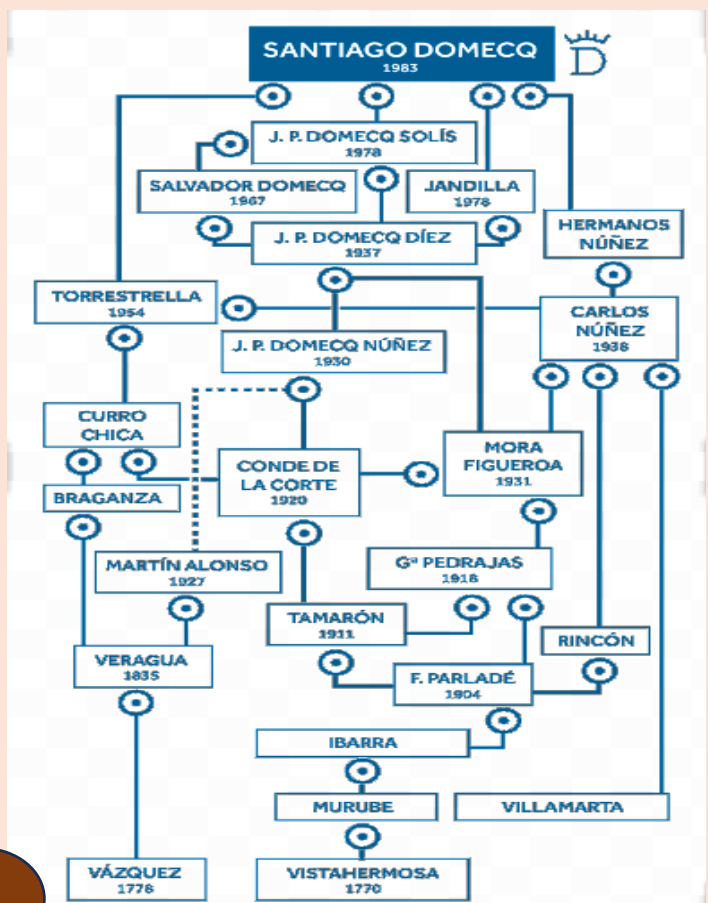 SANTIAGO DOMECQ
1983
D
J. P. DOMECQ SOLÍS
1978
SALVADOR DOMECQ
1967
JANDILLA
1978
HERMANOS
NÚÑEZ
J. P. DOMECQ DÍEZ
1937
TORRESTRELLA
1954
CARLOS
NÚÑEZ
1938
J. P. DOMECQ NÚÑEZ
1930
CURRO
CHICA
CONDE DE
LA CORTE
1920
MORA
FIGUEROA
1931
BRAGANZA
MARTÍN ALONSO
1927
Gª PEDRAJAS
1918
TAMARÓN
1911
RINCÓN
VERAGUA
1835
F. PARLADÉ
1904
IBARRA
MURUBE
VILLAMARTA
VÁZQUEZ
1778
VISTAHERMOSA
1770